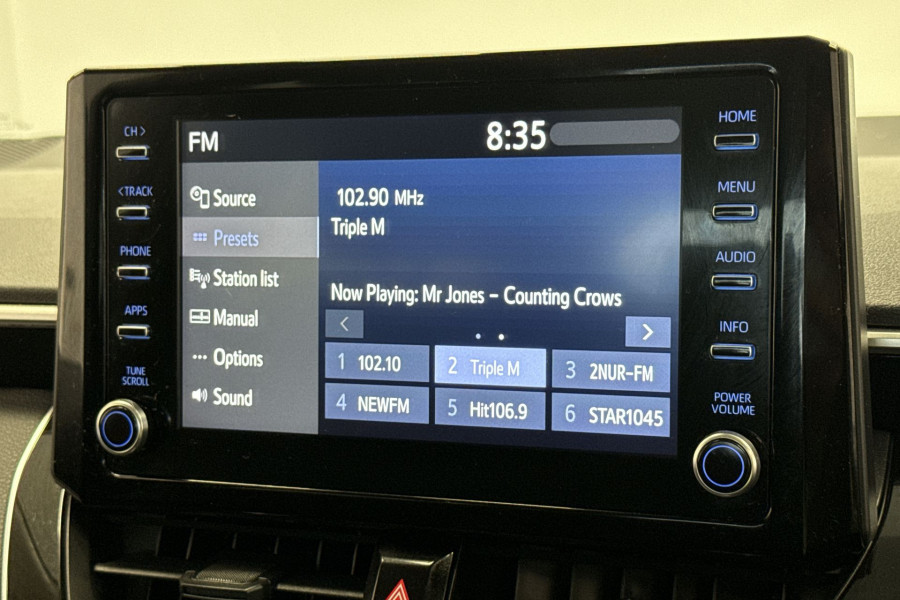 CH >
<TRACK
PHONE
APPS
TUNE
SCROLL
FM
8:35
Source
Presets
Station list
Manual
Options
Sound
102.90 MHz
Triple M
Now Playing: Mr Jones – Counting Crows
1 102.10
2 Triple M
3 2NUR-FM
4 NEWFM
5 Hit106.9
6 STAR1045
HOME
MENU
AUDIO
INFO
POWER
VOLUME